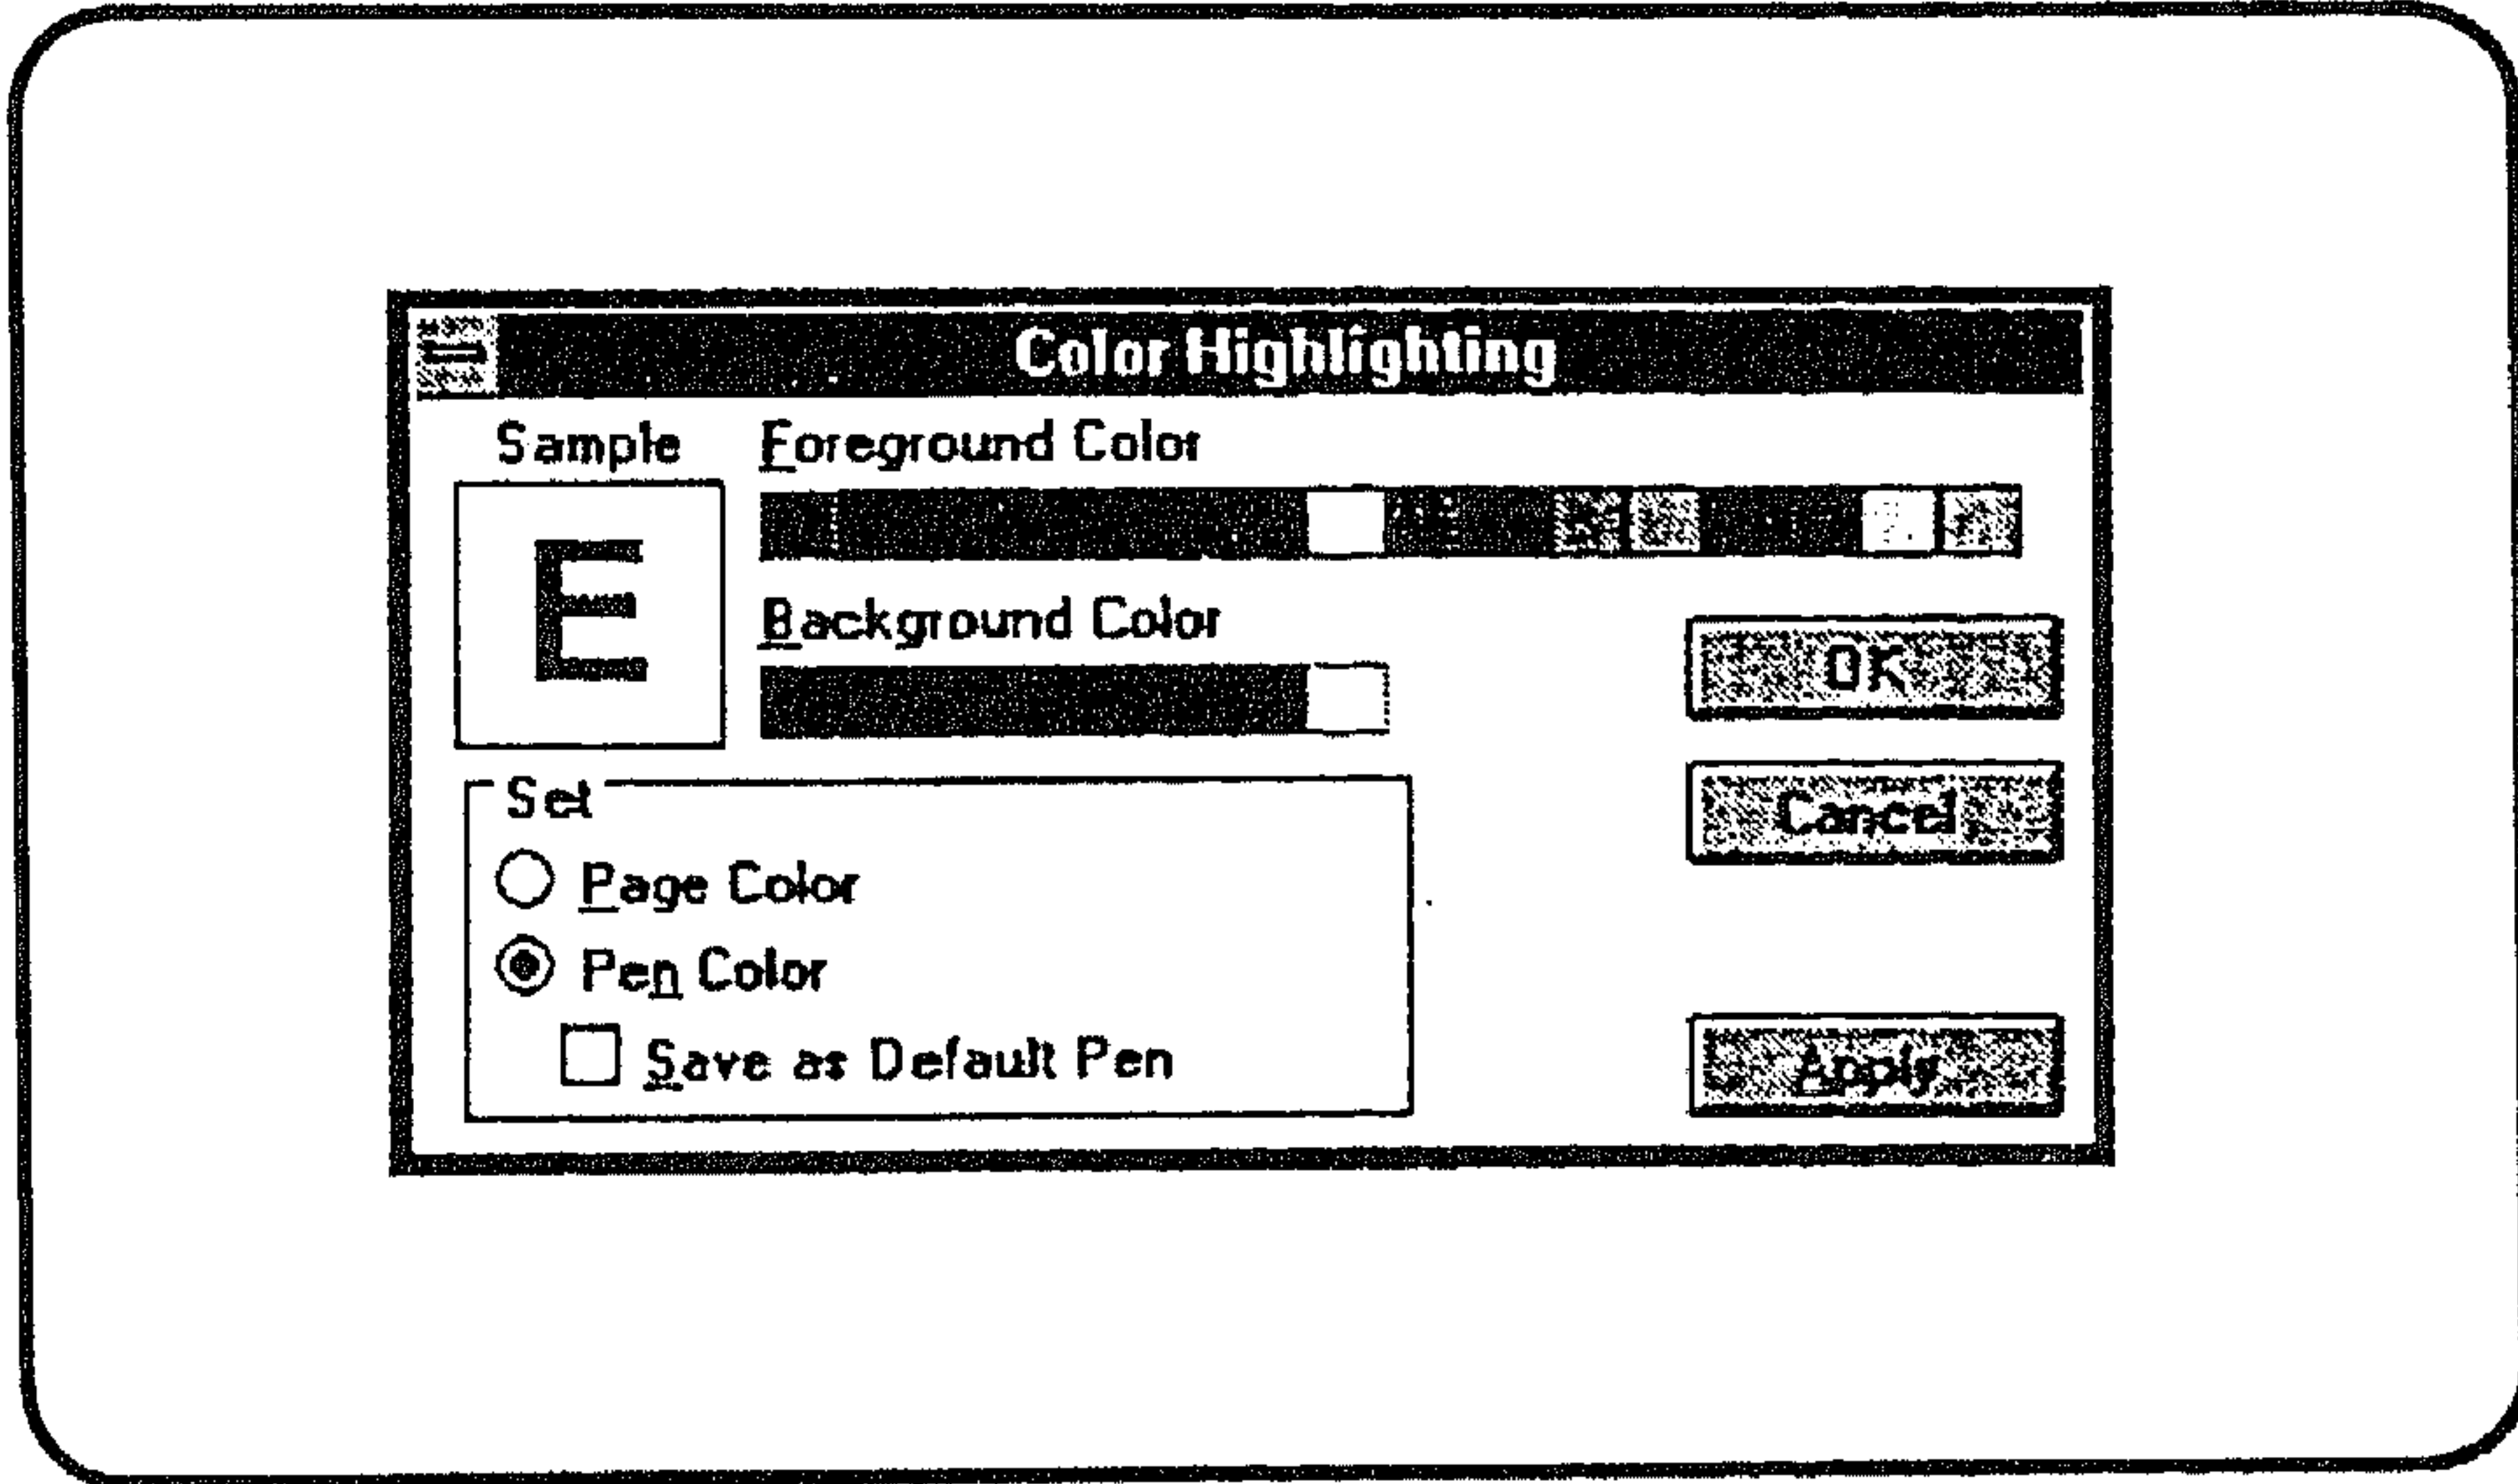 Color Highlighting
Sample
E
Foreground Color
Background Color
OK
Cancel
Set
Page Color
Pen Color
Save as Default Pen
Apply